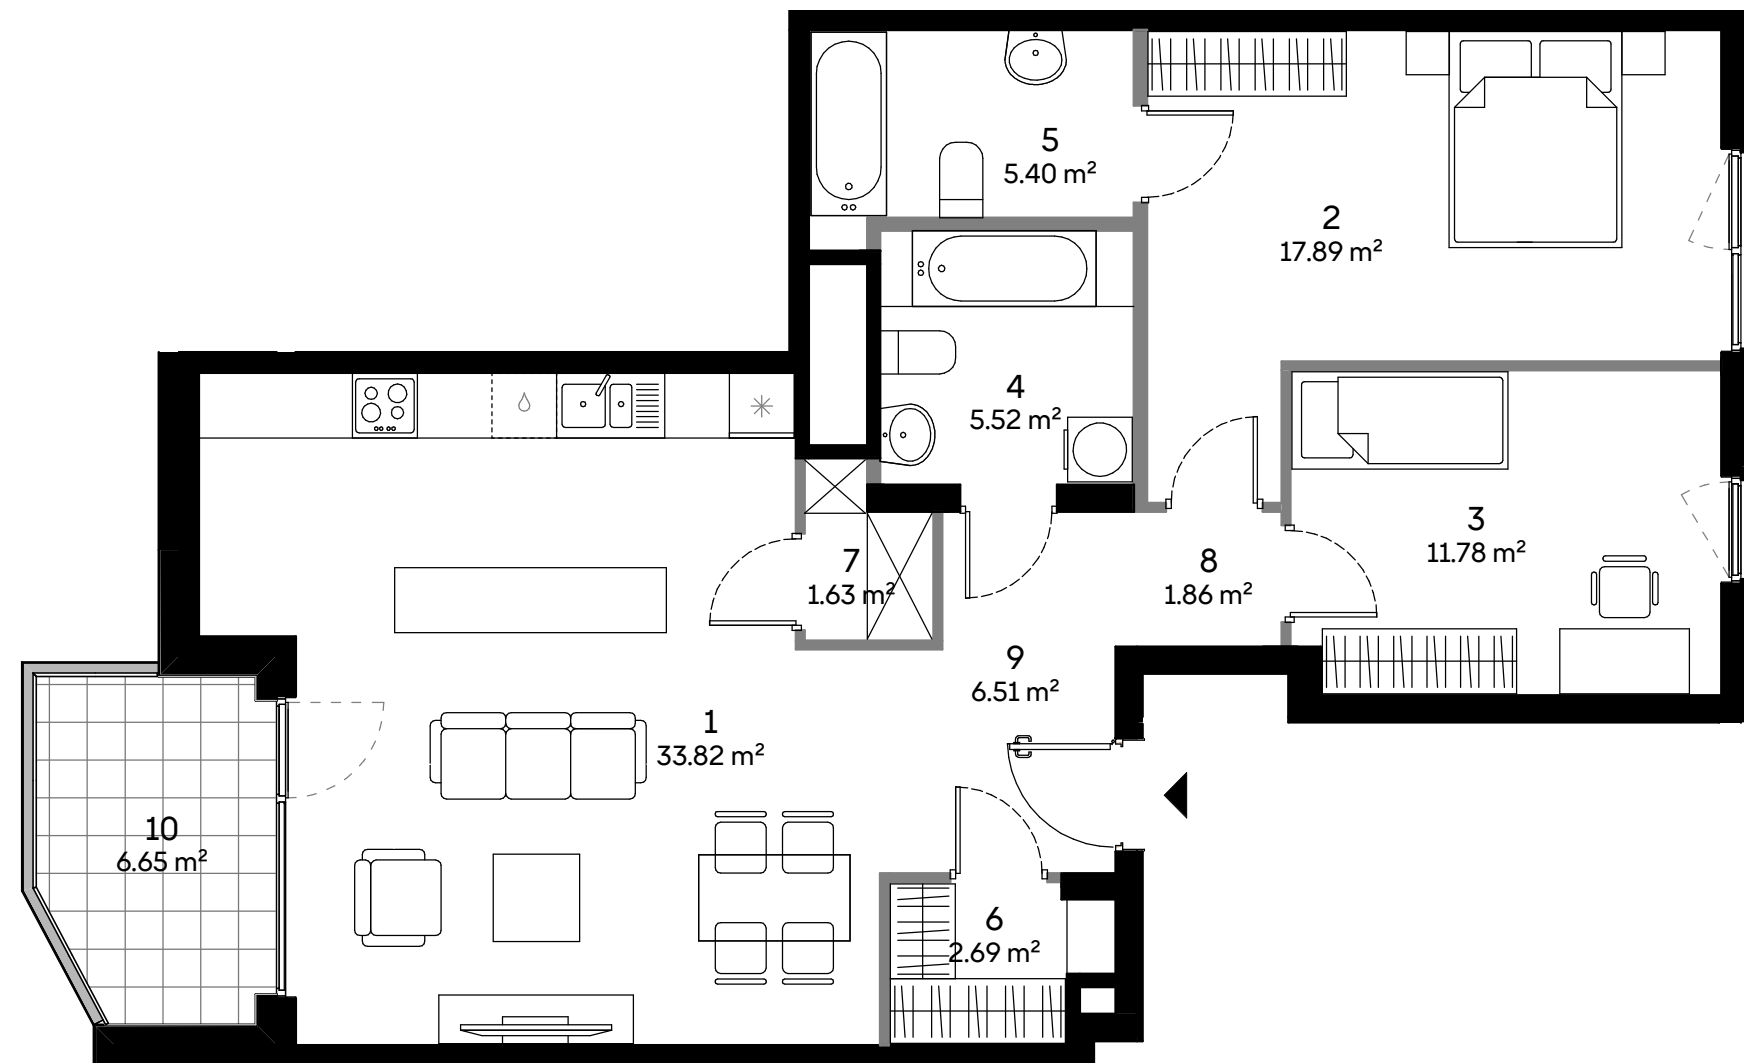 5
5.40 m²
2
17.89 m²
4
5.52 m²
3
11.78 m²
7
1.63 m²
8
1.86 m²
9
6.51 m²
1
33.82 m²
10
6.65 m²
6
2.69 m²